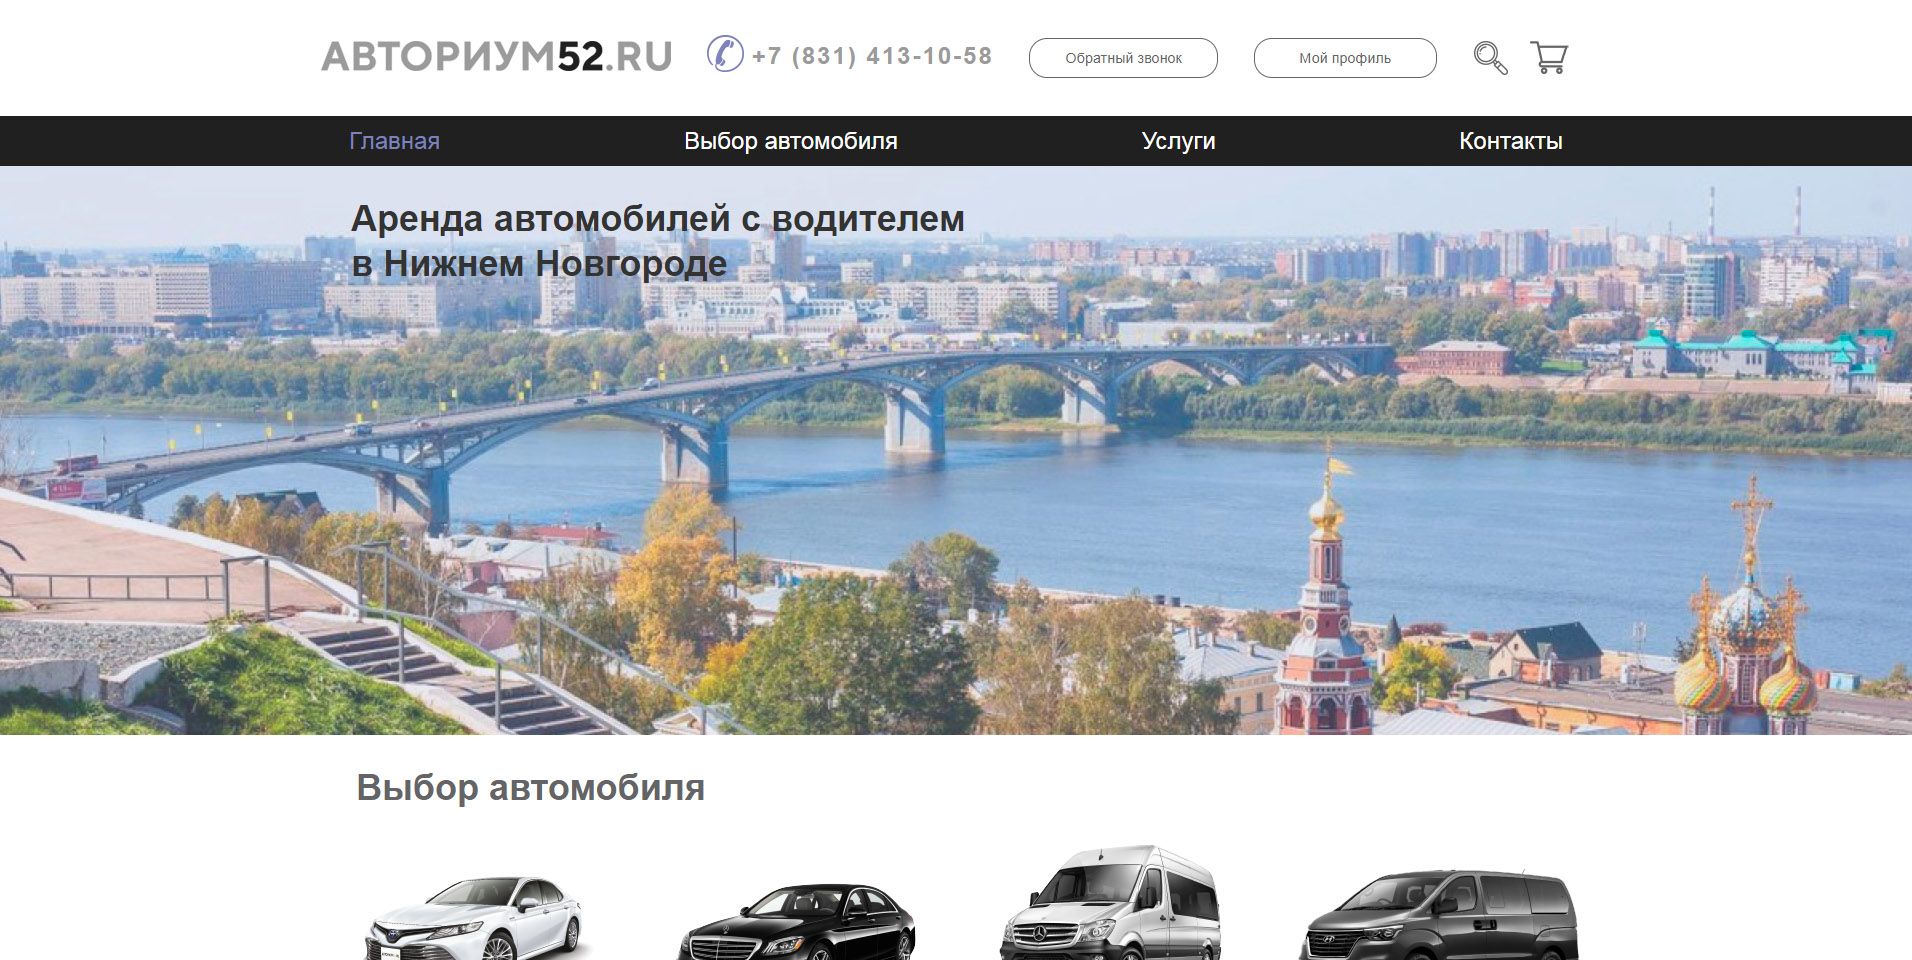 АВТОРИУМ52.RU
+7 (831) 413-10-58
Обратный звонок
Мой профиль
Главная
Выбор автомобиля
Услуги
Контакты
Аренда автомобилей с водителем
в Нижнем Новгороде
Выбор автомобиля